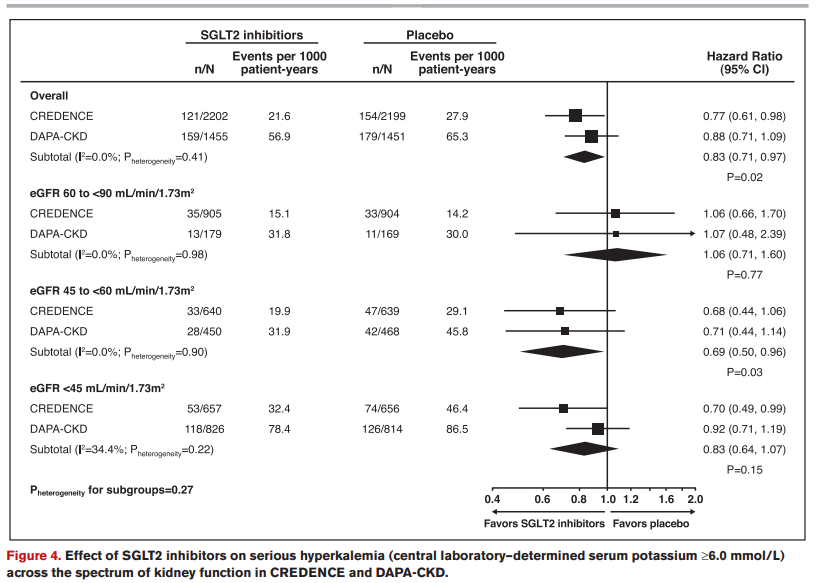 SGLT2 inhibitiors Placebo
n/N Events per 1000 patient-years n/N Events per 1000 patient-years Hazard Ratio (95% CI)
Overall
CREDENCE 121/2202 21.6 154/2199 27.9 0.77 (0.61, 0.98)
DAPA-CKD 159/1455 56.9 179/1451 65.3 0.88 (0.71, 1.09)
Subtotal (I²=0.0%; Pheterogeneity=0.41) 0.83 (0.71, 0.97)
P=0.02
eGFR 60 to <90 mL/min/1.73m²
CREDENCE 35/905 15.1 33/904 14.2 1.06 (0.66, 1.70)
DAPA-CKD 13/179 31.8 11/169 30.0 1.07 (0.48, 2.39)
Subtotal (I²=0.0%; Pheterogeneity=0.98) 1.06 (0.71, 1.60)
P=0.77
eGFR 45 to <60 mL/min/1.73m²
CREDENCE 33/640 19.9 47/639 29.1 0.68 (0.44, 1.06)
DAPA-CKD 28/450 31.9 42/468 45.8 0.71 (0.44, 1.14)
Subtotal (I²=0.0%; Pheterogeneity=0.90) 0.69 (0.50, 0.96)
P=0.03
eGFR <45 mL/min/1.73m²
CREDENCE 53/657 32.4 74/656 46.4 0.70 (0.49, 0.99)
DAPA-CKD 118/826 78.4 126/814 86.5 0.92 (0.71, 1.19)
Subtotal (I²=34.4%; Pheterogeneity=0.22) 0.83 (0.64, 1.07)
P=0.15
Pheterogeneity for subgroups=0.27
0.4 0.6 0.8 1.0 1.2 1.6 2.0
Favors SGLT2 inhibitors Favors placebo
Figure 4. Effect of SGLT2 inhibitors on serious hyperkalemia (central laboratory–determined serum potassium ≥6.0 mmol/L)
across the spectrum of kidney function in CREDENCE and DAPA-CKD.